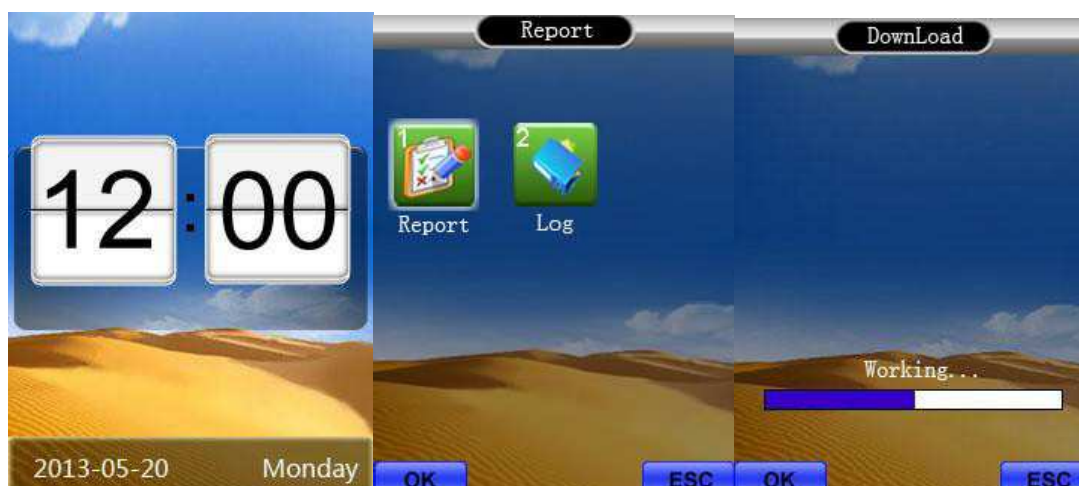 12:00
2013-05-20 Monday
Report
1
2
Report
Log
OK
ESC
DownLoad
Working...
OK
ESC